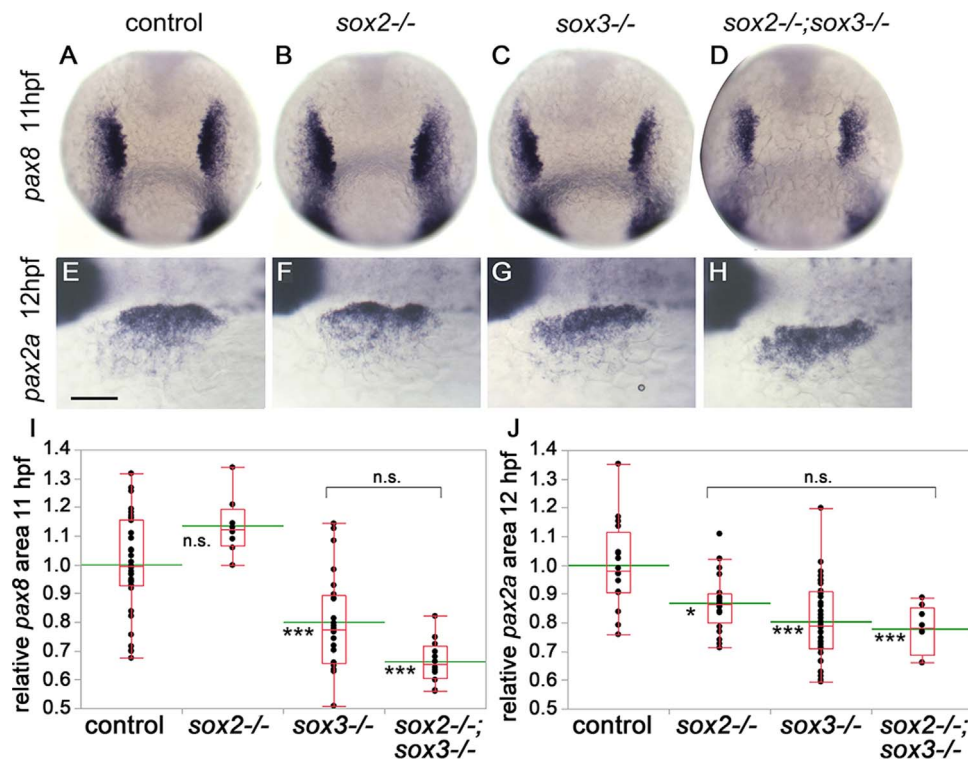 control sox2-/- sox3-/- sox2-/-;sox3-/-
A B C D
pax8 11hpf
E F G H
pax2a 12hpf
I
relative pax8 area 11 hpf
1.4
1.3
1.2
1.1
1.0
0.9
0.8
0.7
0.6
0.5
n.s.
n.s.
***
***
control sox2-/- sox3-/- sox2-/-;
sox3-/-
J
relative pax2a area 12 hpf
1.4
1.3
1.2
1.1
1.0
0.9
0.8
0.7
0.6
0.5
n.s.
*
***
***
control sox2-/- sox3-/- sox2-/-;
sox3-/-